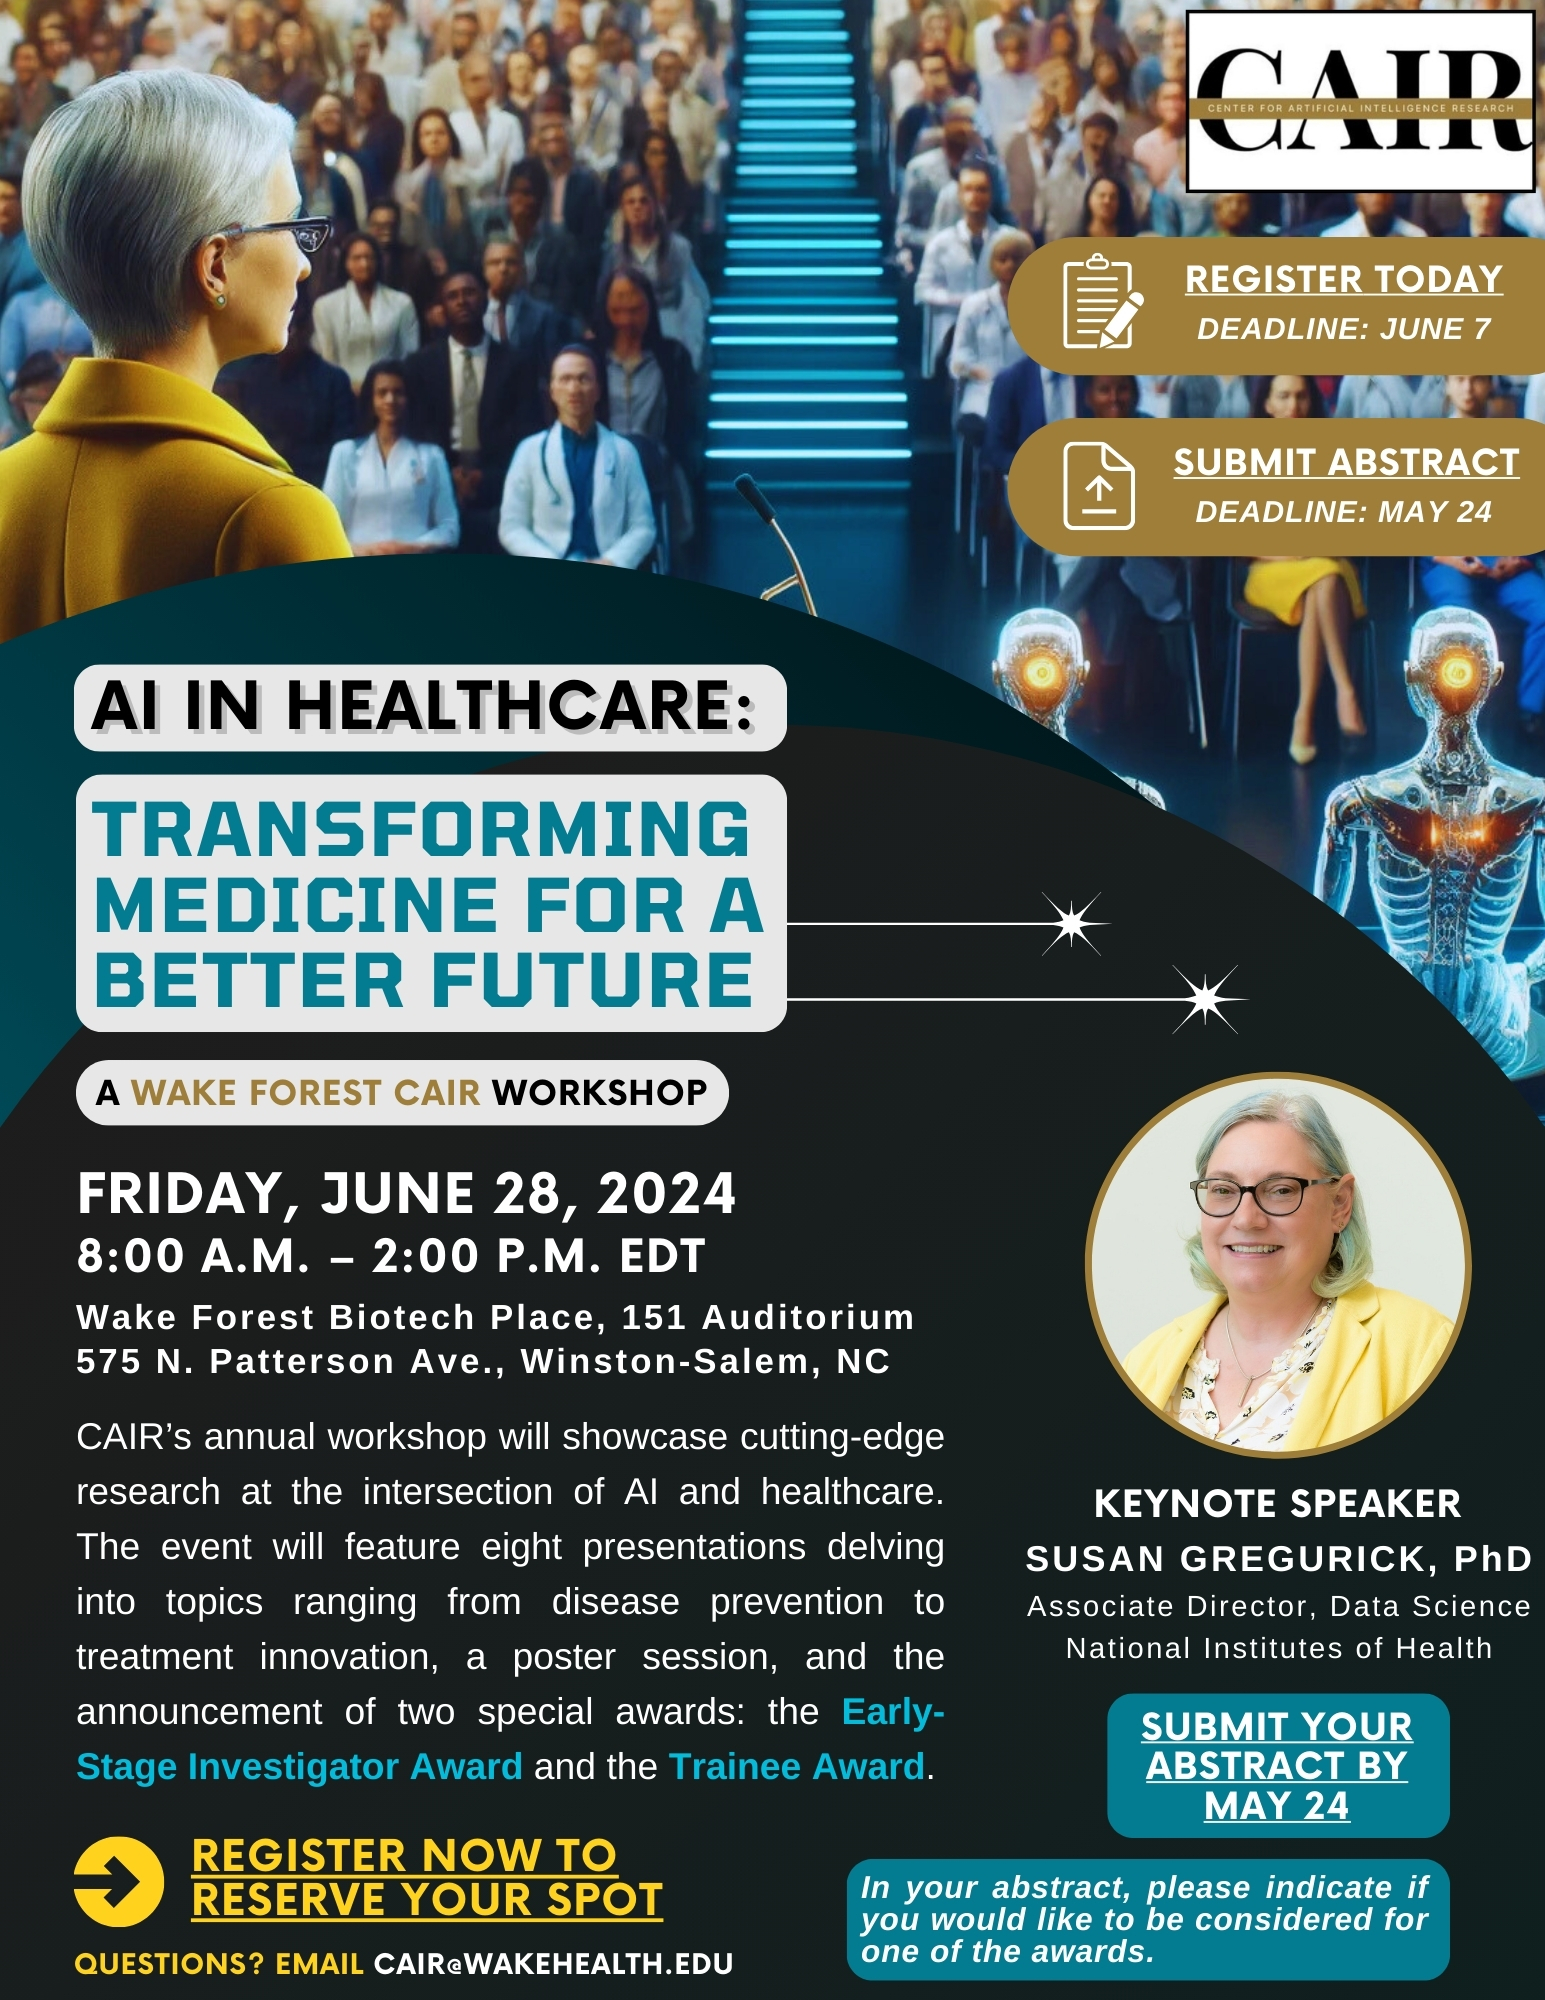 CAIR
CENTER FOR ARTIFICIAL INTELLIGENCE RESEARCH
REGISTER TODAY
DEADLINE: JUNE 7
SUBMIT ABSTRACT
DEADLINE: MAY 24
AI IN HEALTHCARE:
TRANSFORMING
MEDICINE FOR A
BETTER FUTURE
A WAKE FOREST CAIR WORKSHOP
FRIDAY, JUNE 28, 2024
8:00 A.M. – 2:00 P.M. EDT
Wake Forest Biotech Place, 151 Auditorium
575 N. Patterson Ave., Winston-Salem, NC
CAIR’s annual workshop will showcase cutting-edge
research at the intersection of AI and healthcare.
The event will feature eight presentations delving
into topics ranging from disease prevention to
treatment innovation, a poster session, and the
announcement of two special awards: the Early-
Stage Investigator Award and the Trainee Award.
REGISTER NOW TO
RESERVE YOUR SPOT
QUESTIONS? EMAIL CAIR@WAKEHEALTH.EDU
KEYNOTE SPEAKER
SUSAN GREGURICK, PhD
Associate Director, Data Science
National Institutes of Health
SUBMIT YOUR
ABSTRACT BY
MAY 24
In your abstract, please indicate if
you would like to be considered for
one of the awards.